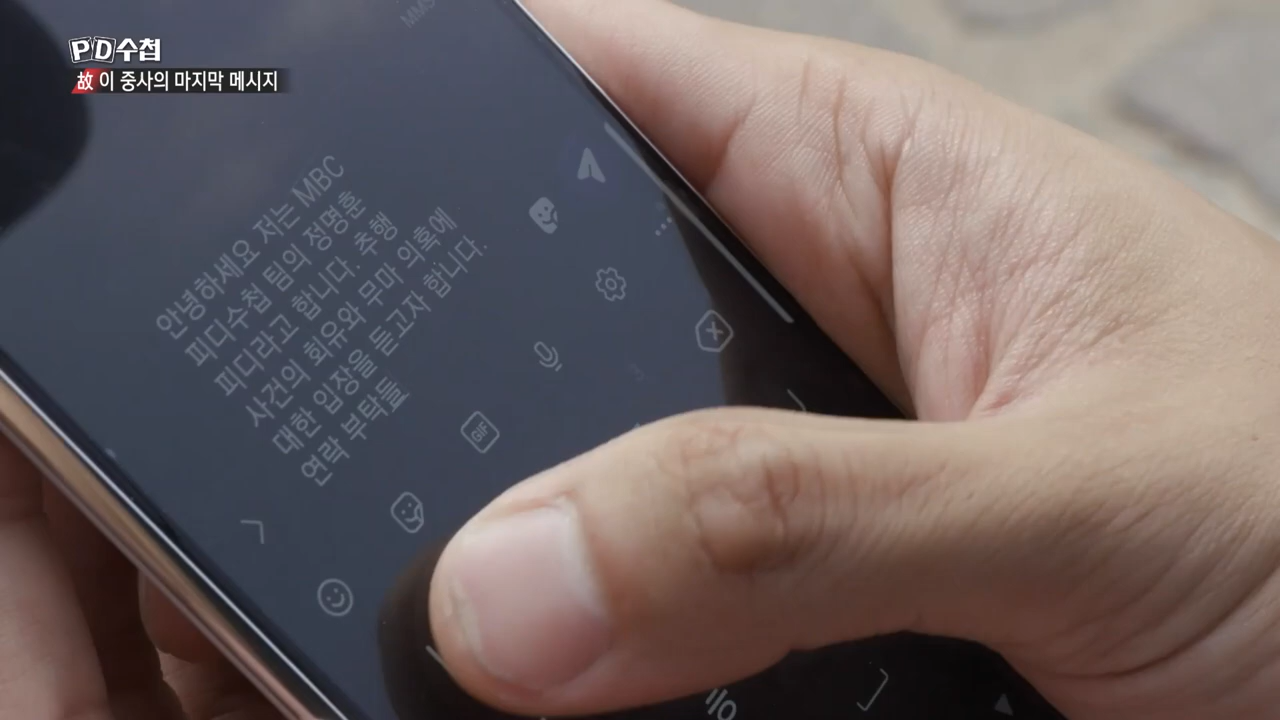 PD수첩
故 이 중사의 마지막 메시지
MMS
안녕하세요 저는 MBC
피디수첩 팀의 정명훈
피디라고 합니다. 추행
사건의 회유와 무마 의혹에
대한 입장을 듣고자 합니다.
연락 부탁들
GIF